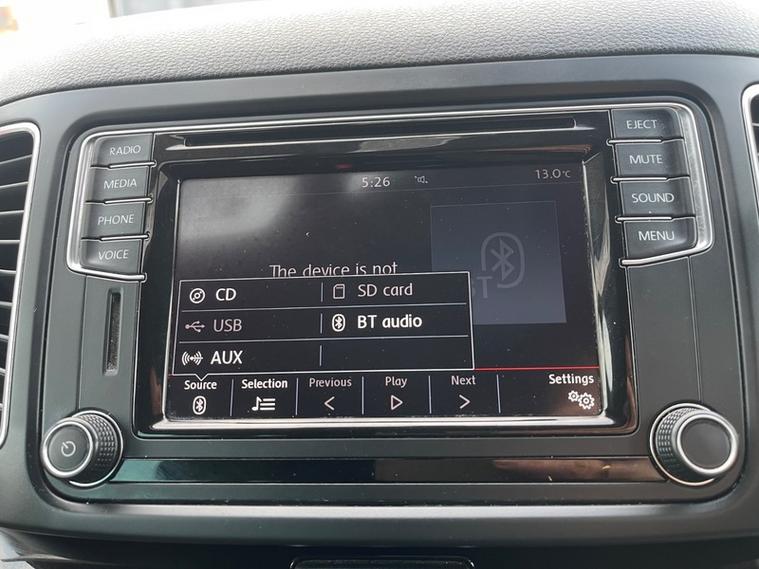 RADIO
MEDIA
PHONE
VOICE
EJECT
MUTE
SOUND
MENU
5:26
13.0°C
The device is not
CD
SD card
USB
BT audio
AUX
Source
Selection
Previous
Play
Next
Settings